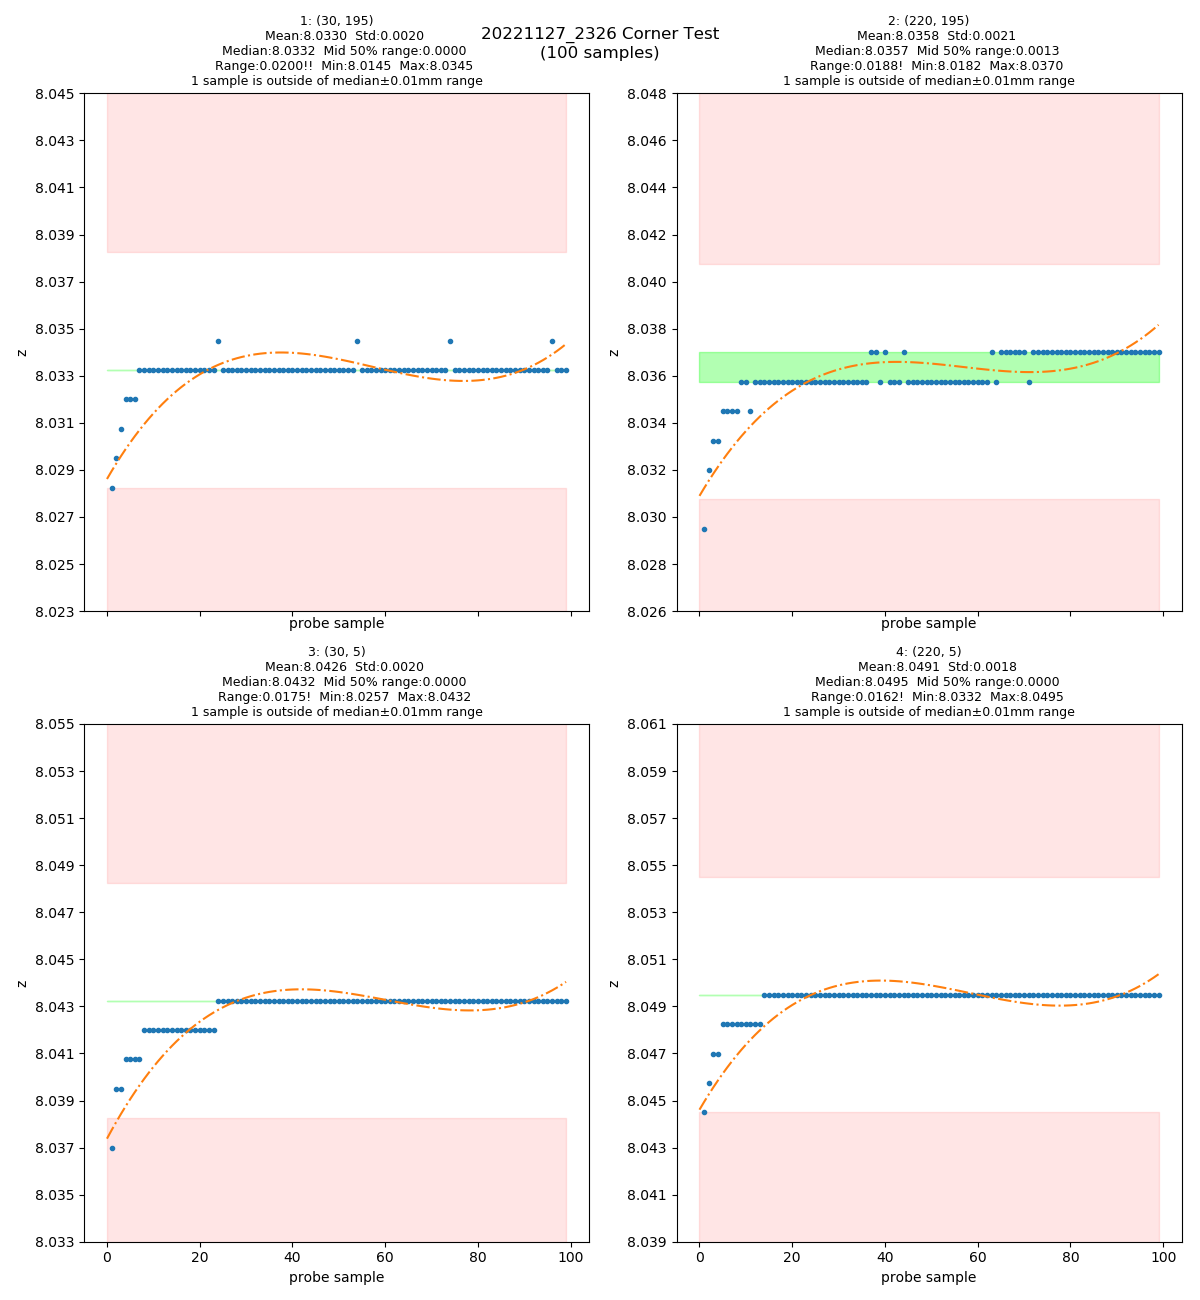 20221127_2326 Corner Test
(100 samples)
1: (30, 195)
Mean:8.0330  Std:0.0020
Median:8.0332  Mid 50% range:0.0000
Range:0.0200!!  Min:8.0145  Max:8.0345
1 sample is outside of median±0.01mm range
8.045
8.043
8.041
8.039
8.037
8.035
8.033
8.031
8.029
8.027
8.025
8.023
z
probe sample
2: (220, 195)
Mean:8.0358  Std:0.0021
Median:8.0357  Mid 50% range:0.0013
Range:0.0188!  Min:8.0182  Max:8.0370
1 sample is outside of median±0.01mm range
8.048
8.046
8.044
8.042
8.040
8.038
8.036
8.034
8.032
8.030
8.028
8.026
z
probe sample
3: (30, 5)
Mean:8.0426  Std:0.0020
Median:8.0432  Mid 50% range:0.0000
Range:0.0175!  Min:8.0257  Max:8.0432
1 sample is outside of median±0.01mm range
8.055
8.053
8.051
8.049
8.047
8.045
8.043
8.041
8.039
8.037
8.035
8.033
z
0 20 40 60 80 100
probe sample
4: (220, 5)
Mean:8.0491  Std:0.0018
Median:8.0495  Mid 50% range:0.0000
Range:0.0162!  Min:8.0332  Max:8.0495
1 sample is outside of median±0.01mm range
8.061
8.059
8.057
8.055
8.053
8.051
8.049
8.047
8.045
8.043
8.041
8.039
z
0 20 40 60 80 100
probe sample